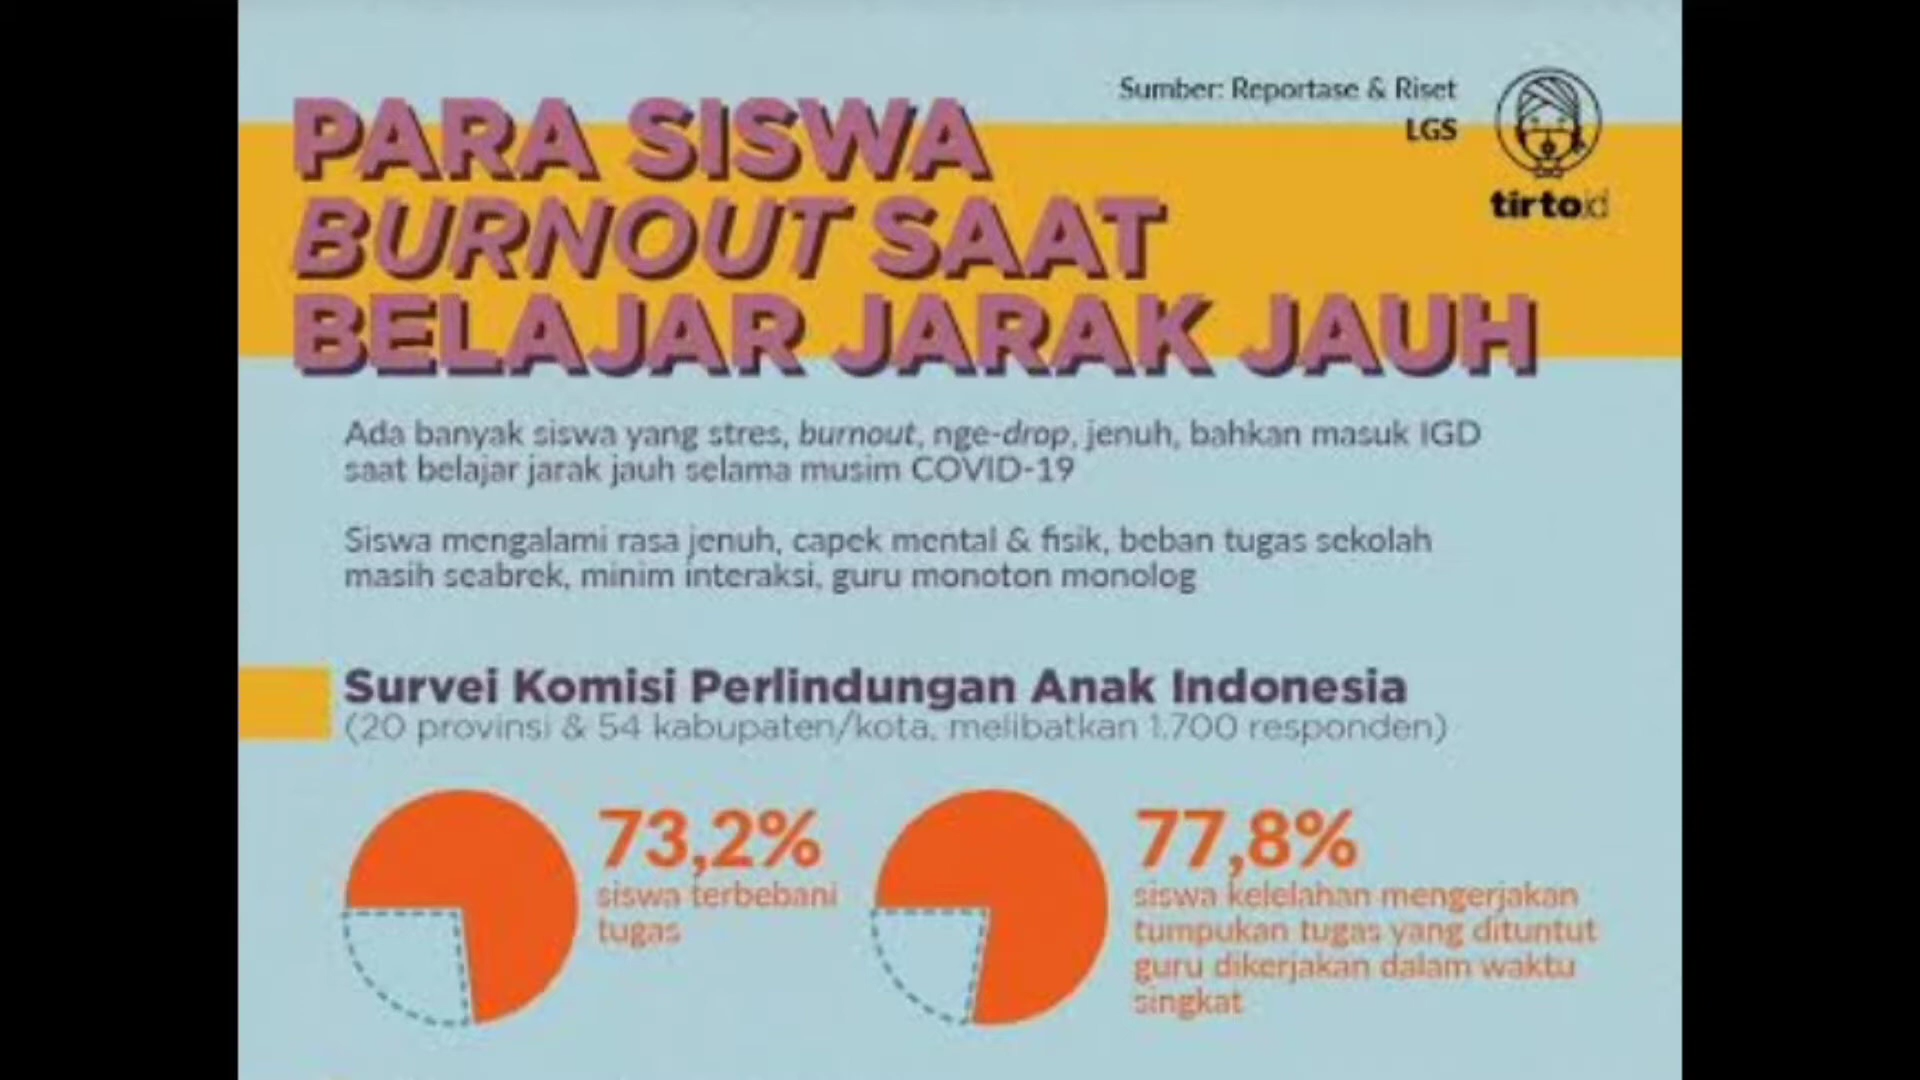 Sumber: Reportase & Riset
LGS
tirto.id
PARA SISWA
BURNOUT SAAT
BELAJAR JARAK JAUH
Ada banyak siswa yang stres, burnout, nge-drop, jenuh, bahkan masuk IGD
saat belajar jarak jauh selama musim COVID-19
Siswa mengalami rasa jenuh, capek mental & fisik, beban tugas sekolah
masih seabrek, minim interaksi, guru monoton monolog
Survei Komisi Perlindungan Anak Indonesia
(20 provinsi & 54 kabupaten/kota, melibatkan 1.700 responden)
73,2%
siswa terbebani
tugas
77,8%
siswa kelelahan mengerjakan
tumpukan tugas yang dituntut
guru dikerjakan dalam waktu
singkat